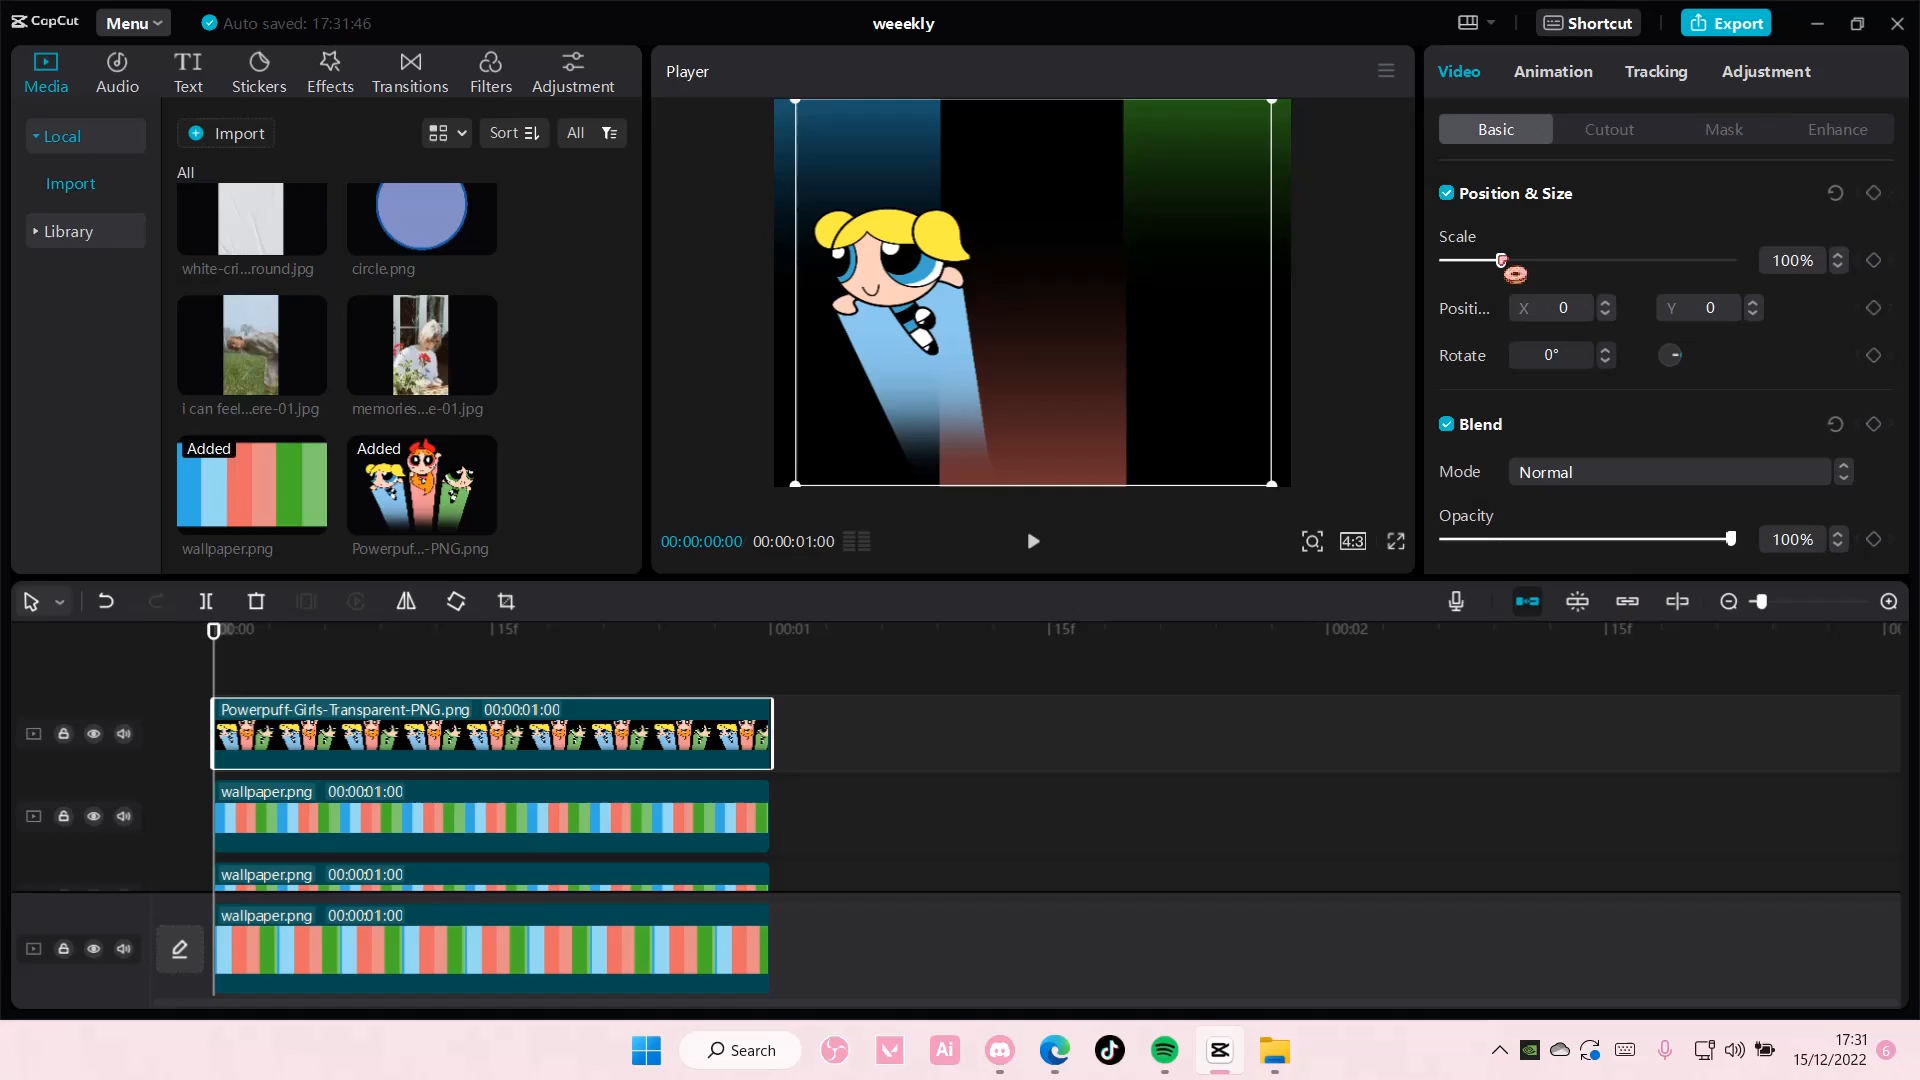 CapCut
Menu
Auto saved: 17:31:46
weeekly
Shortcut
Export
Media
Audio
Text
Stickers
Effects
Transitions
Filters
Adjustment
Player
Video
Animation
Tracking
Adjustment
Local
Import
Library
Import
Sort
All
All
white-cri...round.jpg
circle.png
i can feel...ere-01.jpg
memories...e-01.jpg
Added
Added
wallpaper.png
Powerpuf...-PNG.png
00:00:00:00 00:00:01:00
4:3
Basic
Cutout
Mask
Enhance
Position & Size
Scale
100%
Positi... X 0 Y 0
Rotate 0°
Blend
Mode Normal
Opacity
100%
00:00
15f
00:01
15f
00:02
15f
Powerpuff-Girls-Transparent-PNG.png 00:00:01:00
wallpaper.png 00:00:01:00
wallpaper.png 00:00:01:00
wallpaper.png 00:00:01:00
Search
Ai
17:31
15/12/2022
6